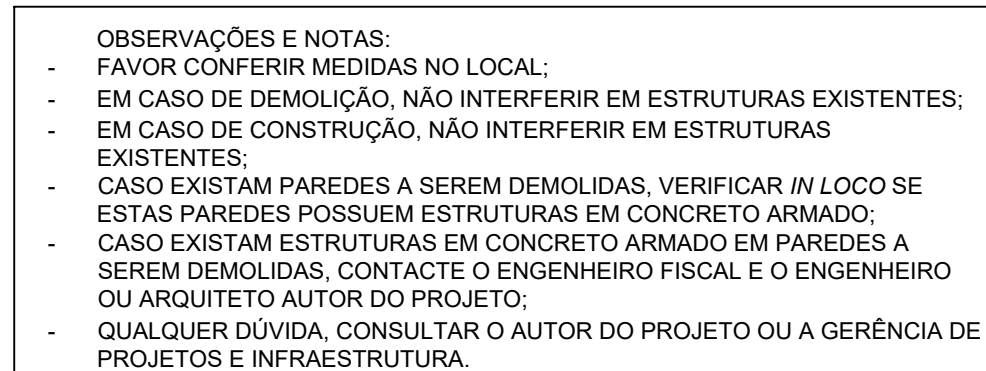 OBSERVAÇÕES E NOTAS:
- FAVOR CONFERIR MEDIDAS NO LOCAL;
- EM CASO DE DEMOLIÇÃO, NÃO INTERFERIR EM ESTRUTURAS EXISTENTES;
- EM CASO DE CONSTRUÇÃO, NÃO INTERFERIR EM ESTRUTURAS
EXISTENTES;
- CASO EXISTAM PAREDES A SEREM DEMOLIDAS, VERIFICAR IN LOCO SE
ESTAS PAREDES POSSUEM ESTRUTURAS EM CONCRETO ARMADO;
- CASO EXISTAM ESTRUTURAS EM CONCRETO ARMADO EM PAREDES A
SEREM DEMOLIDAS, CONTACTE O ENGENHEIRO FISCAL E O ENGENHEIRO
OU ARQUITETO AUTOR DO PROJETO;
- QUALQUER DÚVIDA, CONSULTAR O AUTOR DO PROJETO OU A GERÊNCIA DE
PROJETOS E INFRAESTRUTURA.